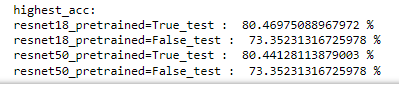 highest_acc:
resnet18_pretrained=True_test :  80.46975088967972 %
resnet18_pretrained=False_test :  73.35231316725978 %
resnet50_pretrained=True_test :  80.44128113879003 %
resnet50_pretrained=False_test :  73.35231316725978 %